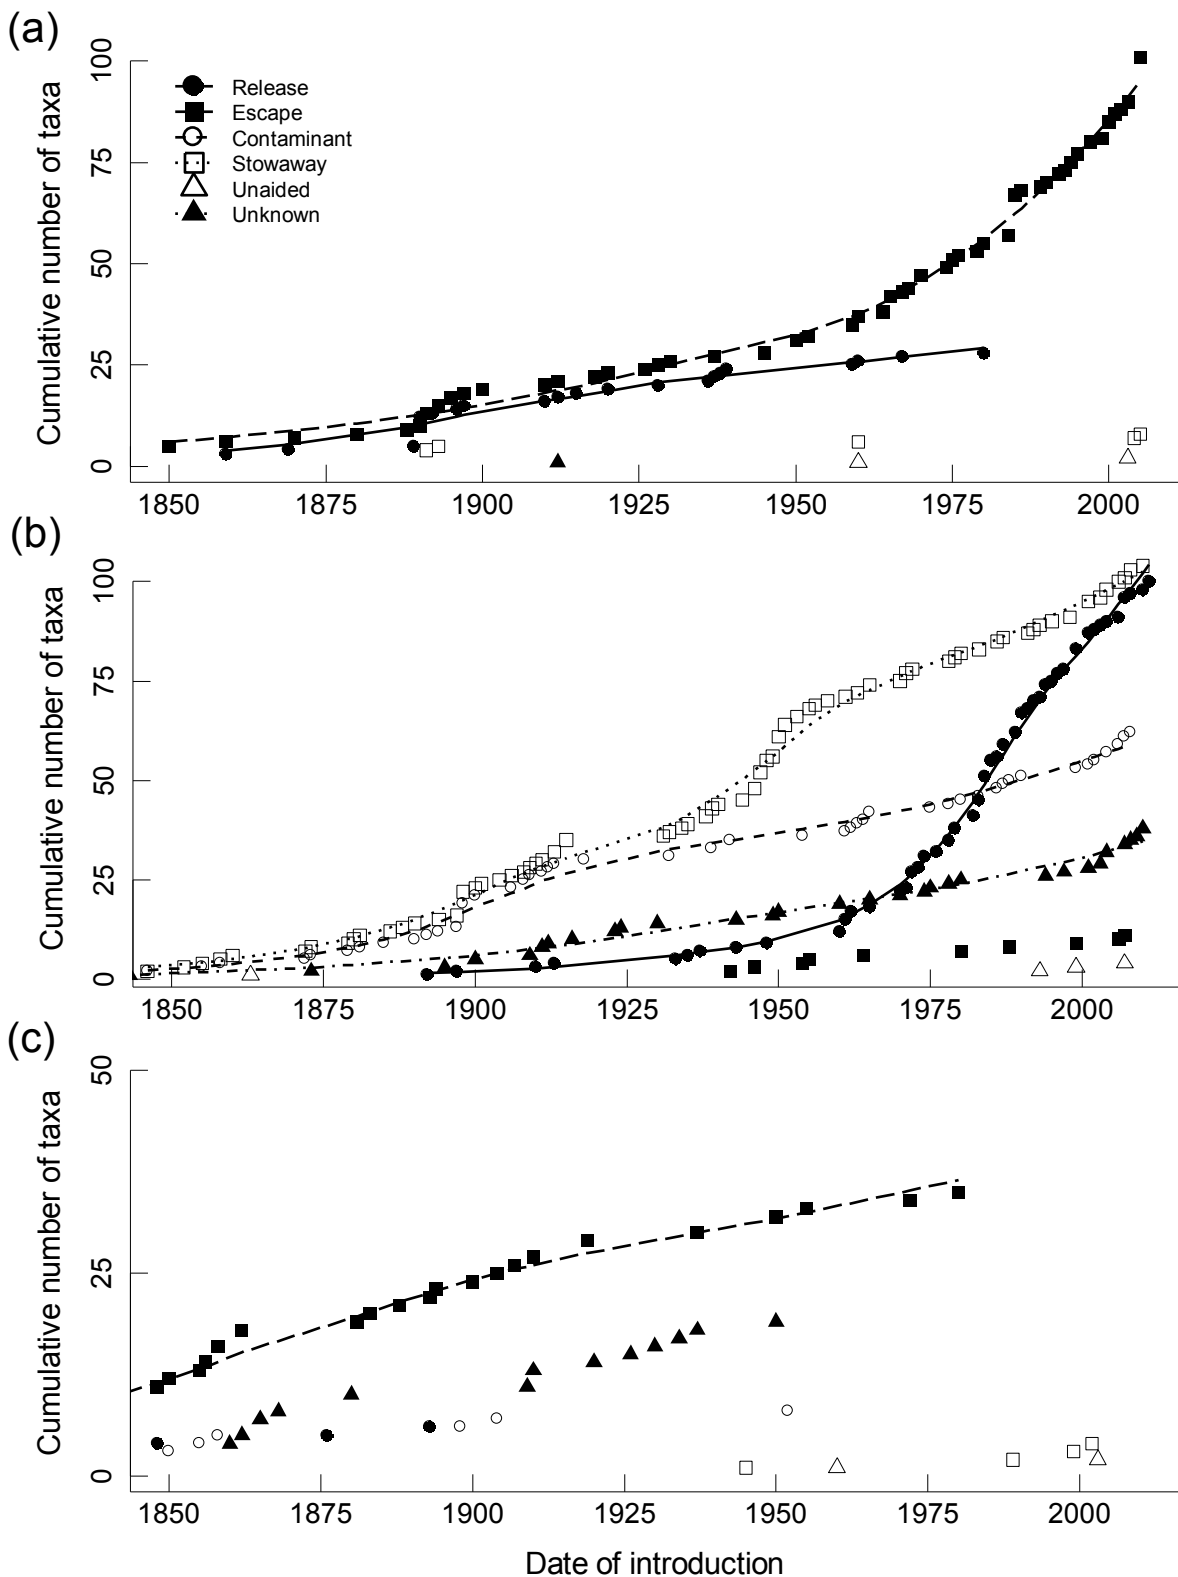 (a)
Cumulative number of taxa
100
75
50
25
0
Release
Escape
Contaminant
Stowaway
Unaided
Unknown
1850 1875 1900 1925 1950 1975 2000
(b)
Cumulative number of taxa
100
75
50
25
0
1850 1875 1900 1925 1950 1975 2000
(c)
Cumulative number of taxa
50
25
0
1850 1875 1900 1925 1950 1975 2000
Date of introduction